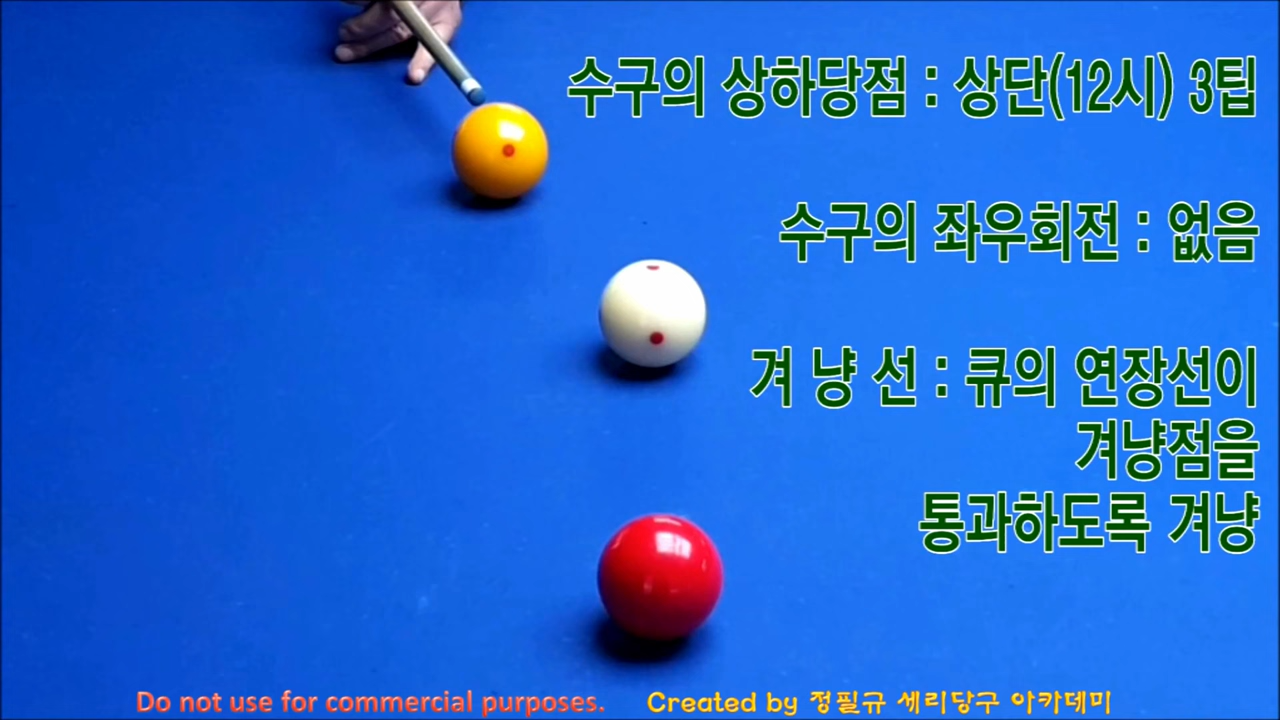 수구의 상하당점 : 상단(12시) 3팁
수구의 좌우회전 : 없음
겨 냥 선 : 큐의 연장선이
겨냥점을
통과하도록 겨냥
Do not use for commercial purposes. Created by 정필규 세리당구 아카데미